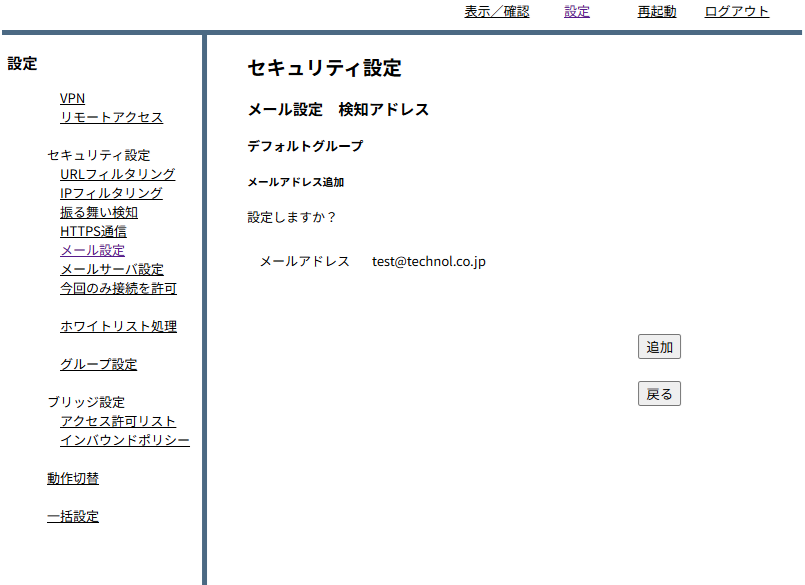 表示／確認 設定 再起動 ログアウト
設定
VPN
リモートアクセス
セキュリティ設定
URLフィルタリング
IPフィルタリング
振る舞い検知
HTTPS通信
メール設定
メールサーバ設定
今回のみ接続を許可
ホワイトリスト処理
グループ設定
ブリッジ設定
アクセス許可リスト
インバウンドポリシー
動作切替
一括設定
セキュリティ設定
メール設定　検知アドレス
デフォルトグループ
メールアドレス追加
設定しますか？
メールアドレス test@technol.co.jp
追加
戻る